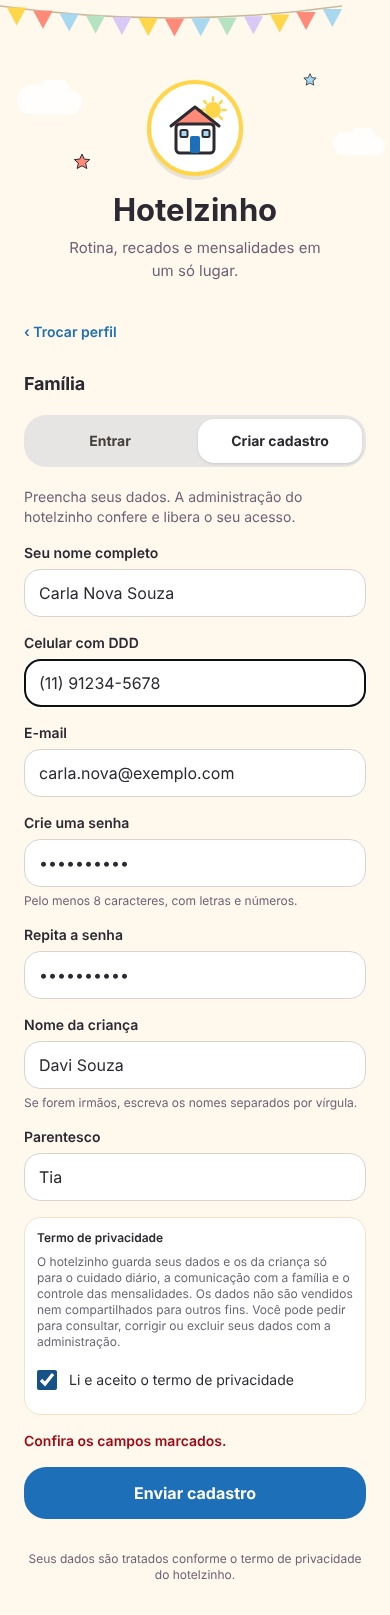 Hotelzinho
Rotina, recados e mensalidades em
um só lugar.
‹ Trocar perfil
Família
Entrar
Criar cadastro
Preencha seus dados. A administração do
hotelzinho confere e libera o seu acesso.
Seu nome completo
Carla Nova Souza
Celular com DDD
(11) 91234-5678
E-mail
carla.nova@exemplo.com
Crie uma senha
••••••••••
Pelo menos 8 caracteres, com letras e números.
Repita a senha
••••••••••
Nome da criança
Davi Souza
Se forem irmãos, escreva os nomes separados por vírgula.
Parentesco
Tia
Termo de privacidade
O hotelzinho guarda seus dados e os da criança só
para o cuidado diário, a comunicação com a família e o
controle das mensalidades. Os dados não são vendidos
nem compartilhados para outros fins. Você pode pedir
para consultar, corrigir ou excluir seus dados com a
administração.
Li e aceito o termo de privacidade
Confira os campos marcados.
Enviar cadastro
Seus dados são tratados conforme o termo de privacidade
do hotelzinho.